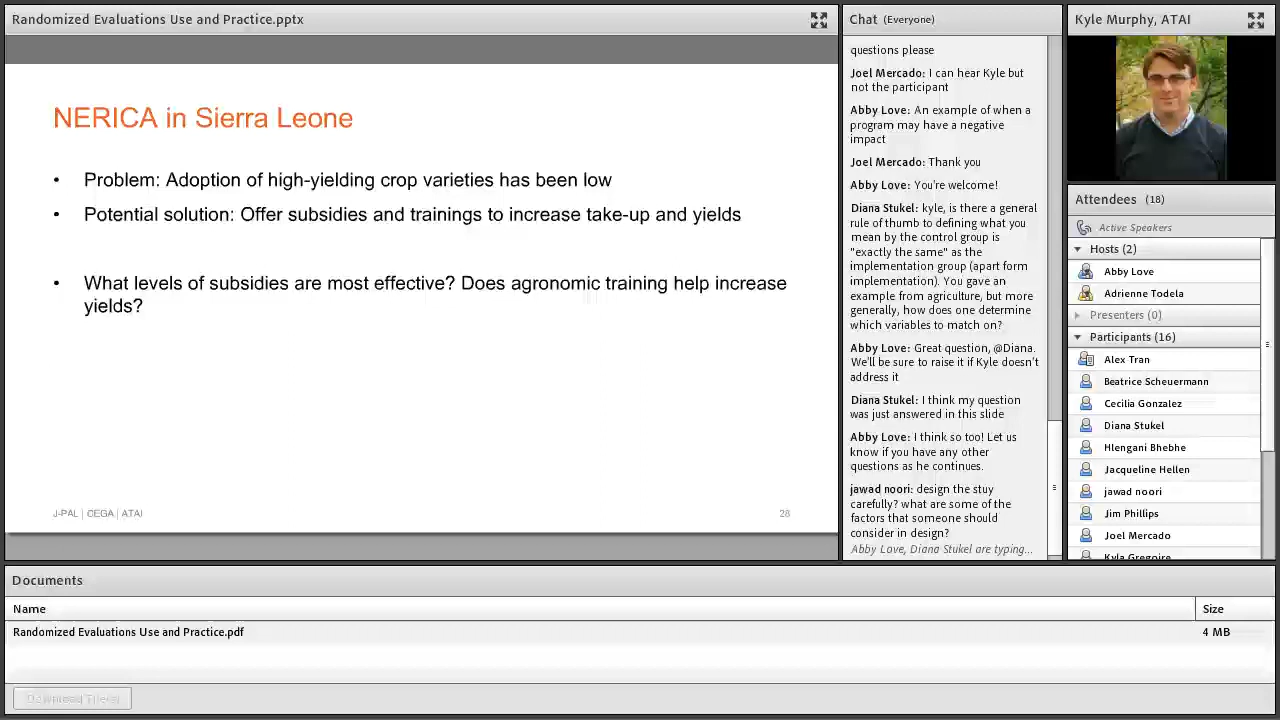 Randomized Evaluations Use and Practice.pptx
NERICA in Sierra Leone
• Problem: Adoption of high-yielding crop varieties has been low
• Potential solution: Offer subsidies and trainings to increase take-up and yields
• What levels of subsidies are most effective? Does agronomic training help increase
yields?
J-PAL | CEGA | ATAI
28
Chat (Everyone)
questions please
Joel Mercado: I can hear Kyle but
not the participant
Abby Love: An example of when a
program may have a negative
impact
Joel Mercado: Thank you
Abby Love: You're welcome!
Diana Stukel: kyle, is there a general
rule of thumb to defining what you
mean by the control group is
"exactly the same" as the
implementation group (apart form
implementation). You gave an
example from agriculture, but more
generally, how does one determine
which variables to match on?
Abby Love: Great question, @Diana.
We'll be sure to raise it if Kyle doesn't
address it
Diana Stukel: I think my question
was just answered in this slide
Abby Love: I think so too! Let us
know if you have any other
questions as he continues.
jawad noori: design the stuy
carefully? what are some of the
factors that someone should
consider in design?
Abby Love, Diana Stukel are typing...
Kyle Murphy, ATAI
Attendees (18)
Active Speakers
Hosts (2)
Abby Love
Adrienne Todela
Presenters (0)
Participants (16)
Alex Tran
Beatrice Scheuermann
Cecilia Gonzalez
Diana Stukel
Hlengani Bhebhe
Jacqueline Hellen
jawad noori
Jim Phillips
Joel Mercado
Kyla Gregoire
Documents
Name
Size
Randomized Evaluations Use and Practice.pdf
4 MB
Download File(s)